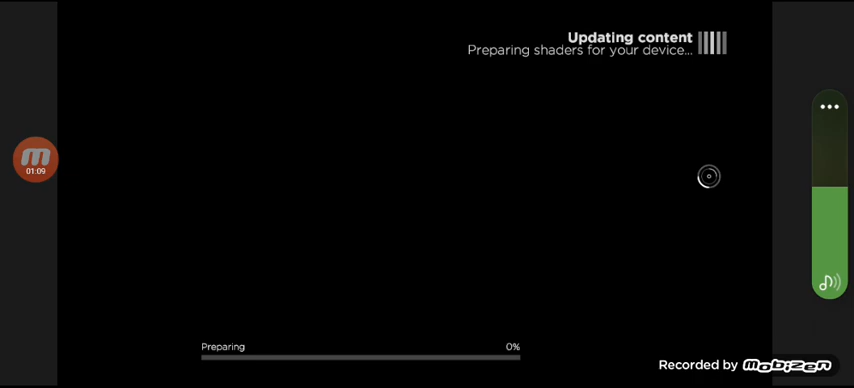 Updating content
Preparing shaders for your device...
01:09
Preparing 0%
Recorded by mobizen